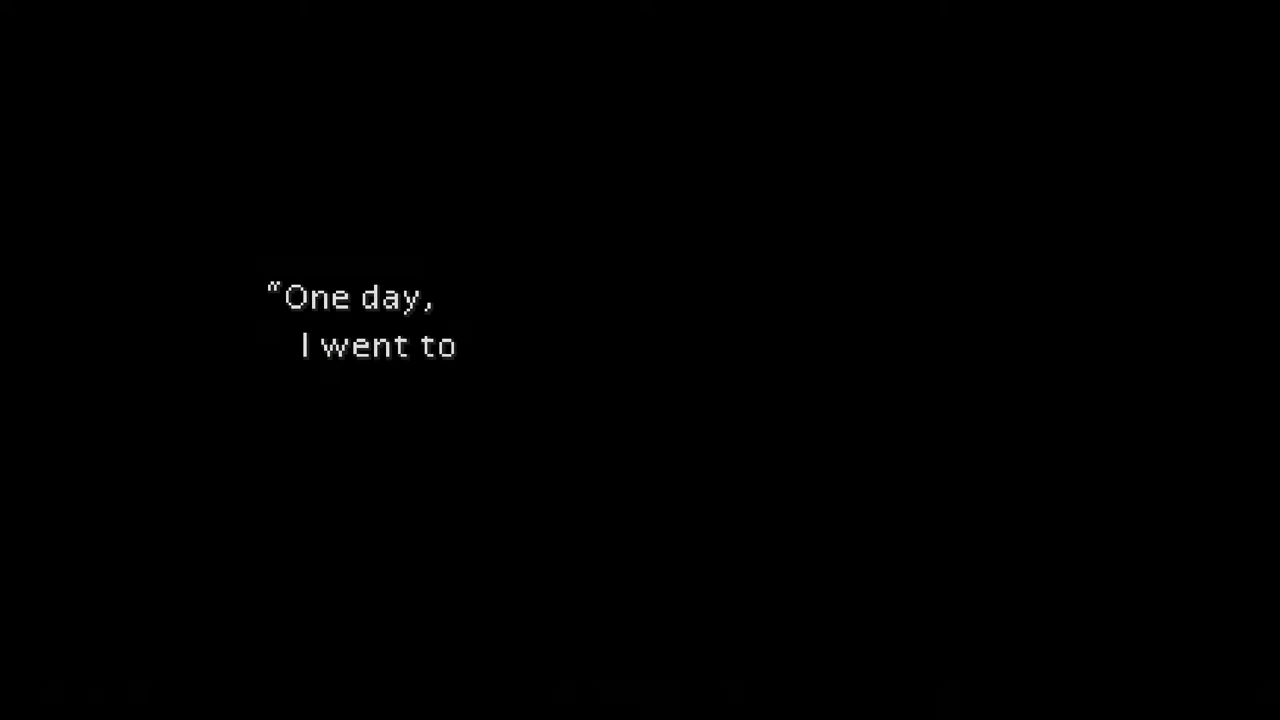 “One day,
I went to